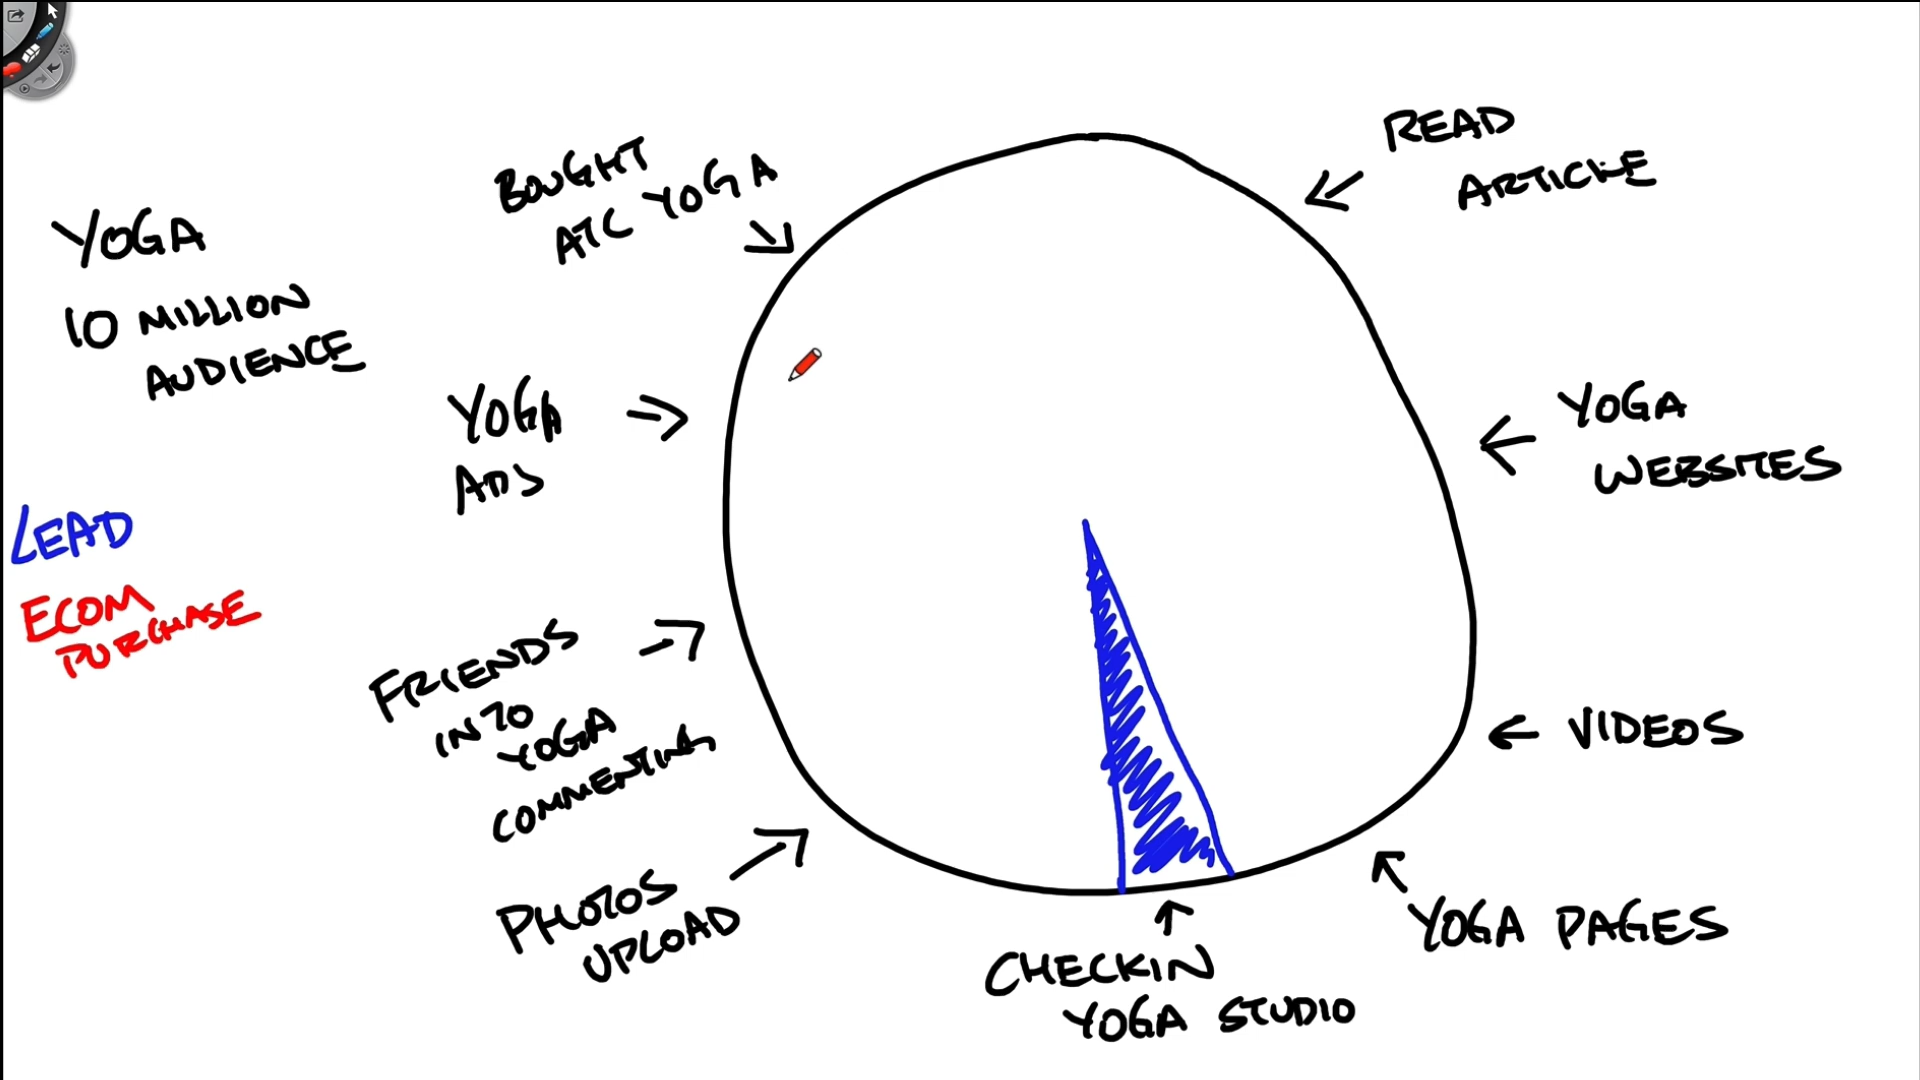 YOGA
10 MILLION
AUDIENCE
LEAD
ECOM
PURCHASE
BOUGHT
ATC YOGA
YOGA
ADS
FRIENDS
INTO
YOGA
COMMENTING
PHOTOS
UPLOAD
CHECKIN
YOGA STUDIO
READ
ARTICLE
YOGA
WEBSITES
VIDEOS
YOGA PAGES